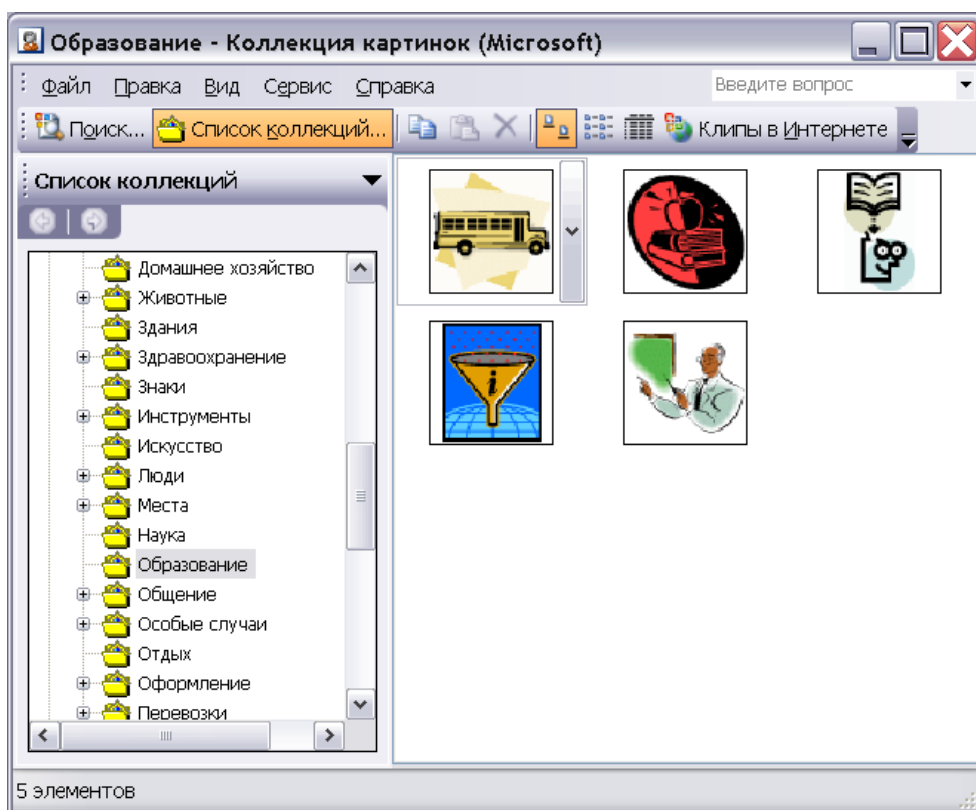 Образование - Коллекция картинок (Microsoft)
Файл Правка Вид Сервис Справка Введите вопрос
Поиск... Список коллекций... Клипы в Интернете
Список коллекций
Домашнее хозяйство
Животные
Здания
Здравоохранение
Знаки
Инструменты
Искусство
Люди
Места
Наука
Образование
Общение
Особые случаи
Отдых
Оформление
Перевозки
i
5 элементов